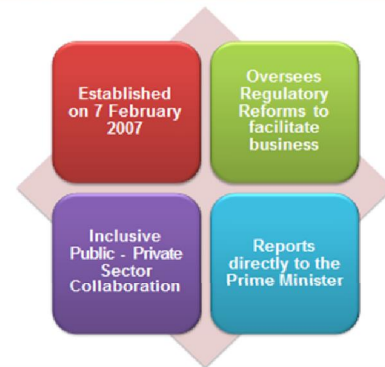 Established
on 7 February
2007
Oversees
Regulatory
Reforms to
facilitate
business
Inclusive
Public - Private
Sector
Collaboration
Reports
directly to the
Prime Minister